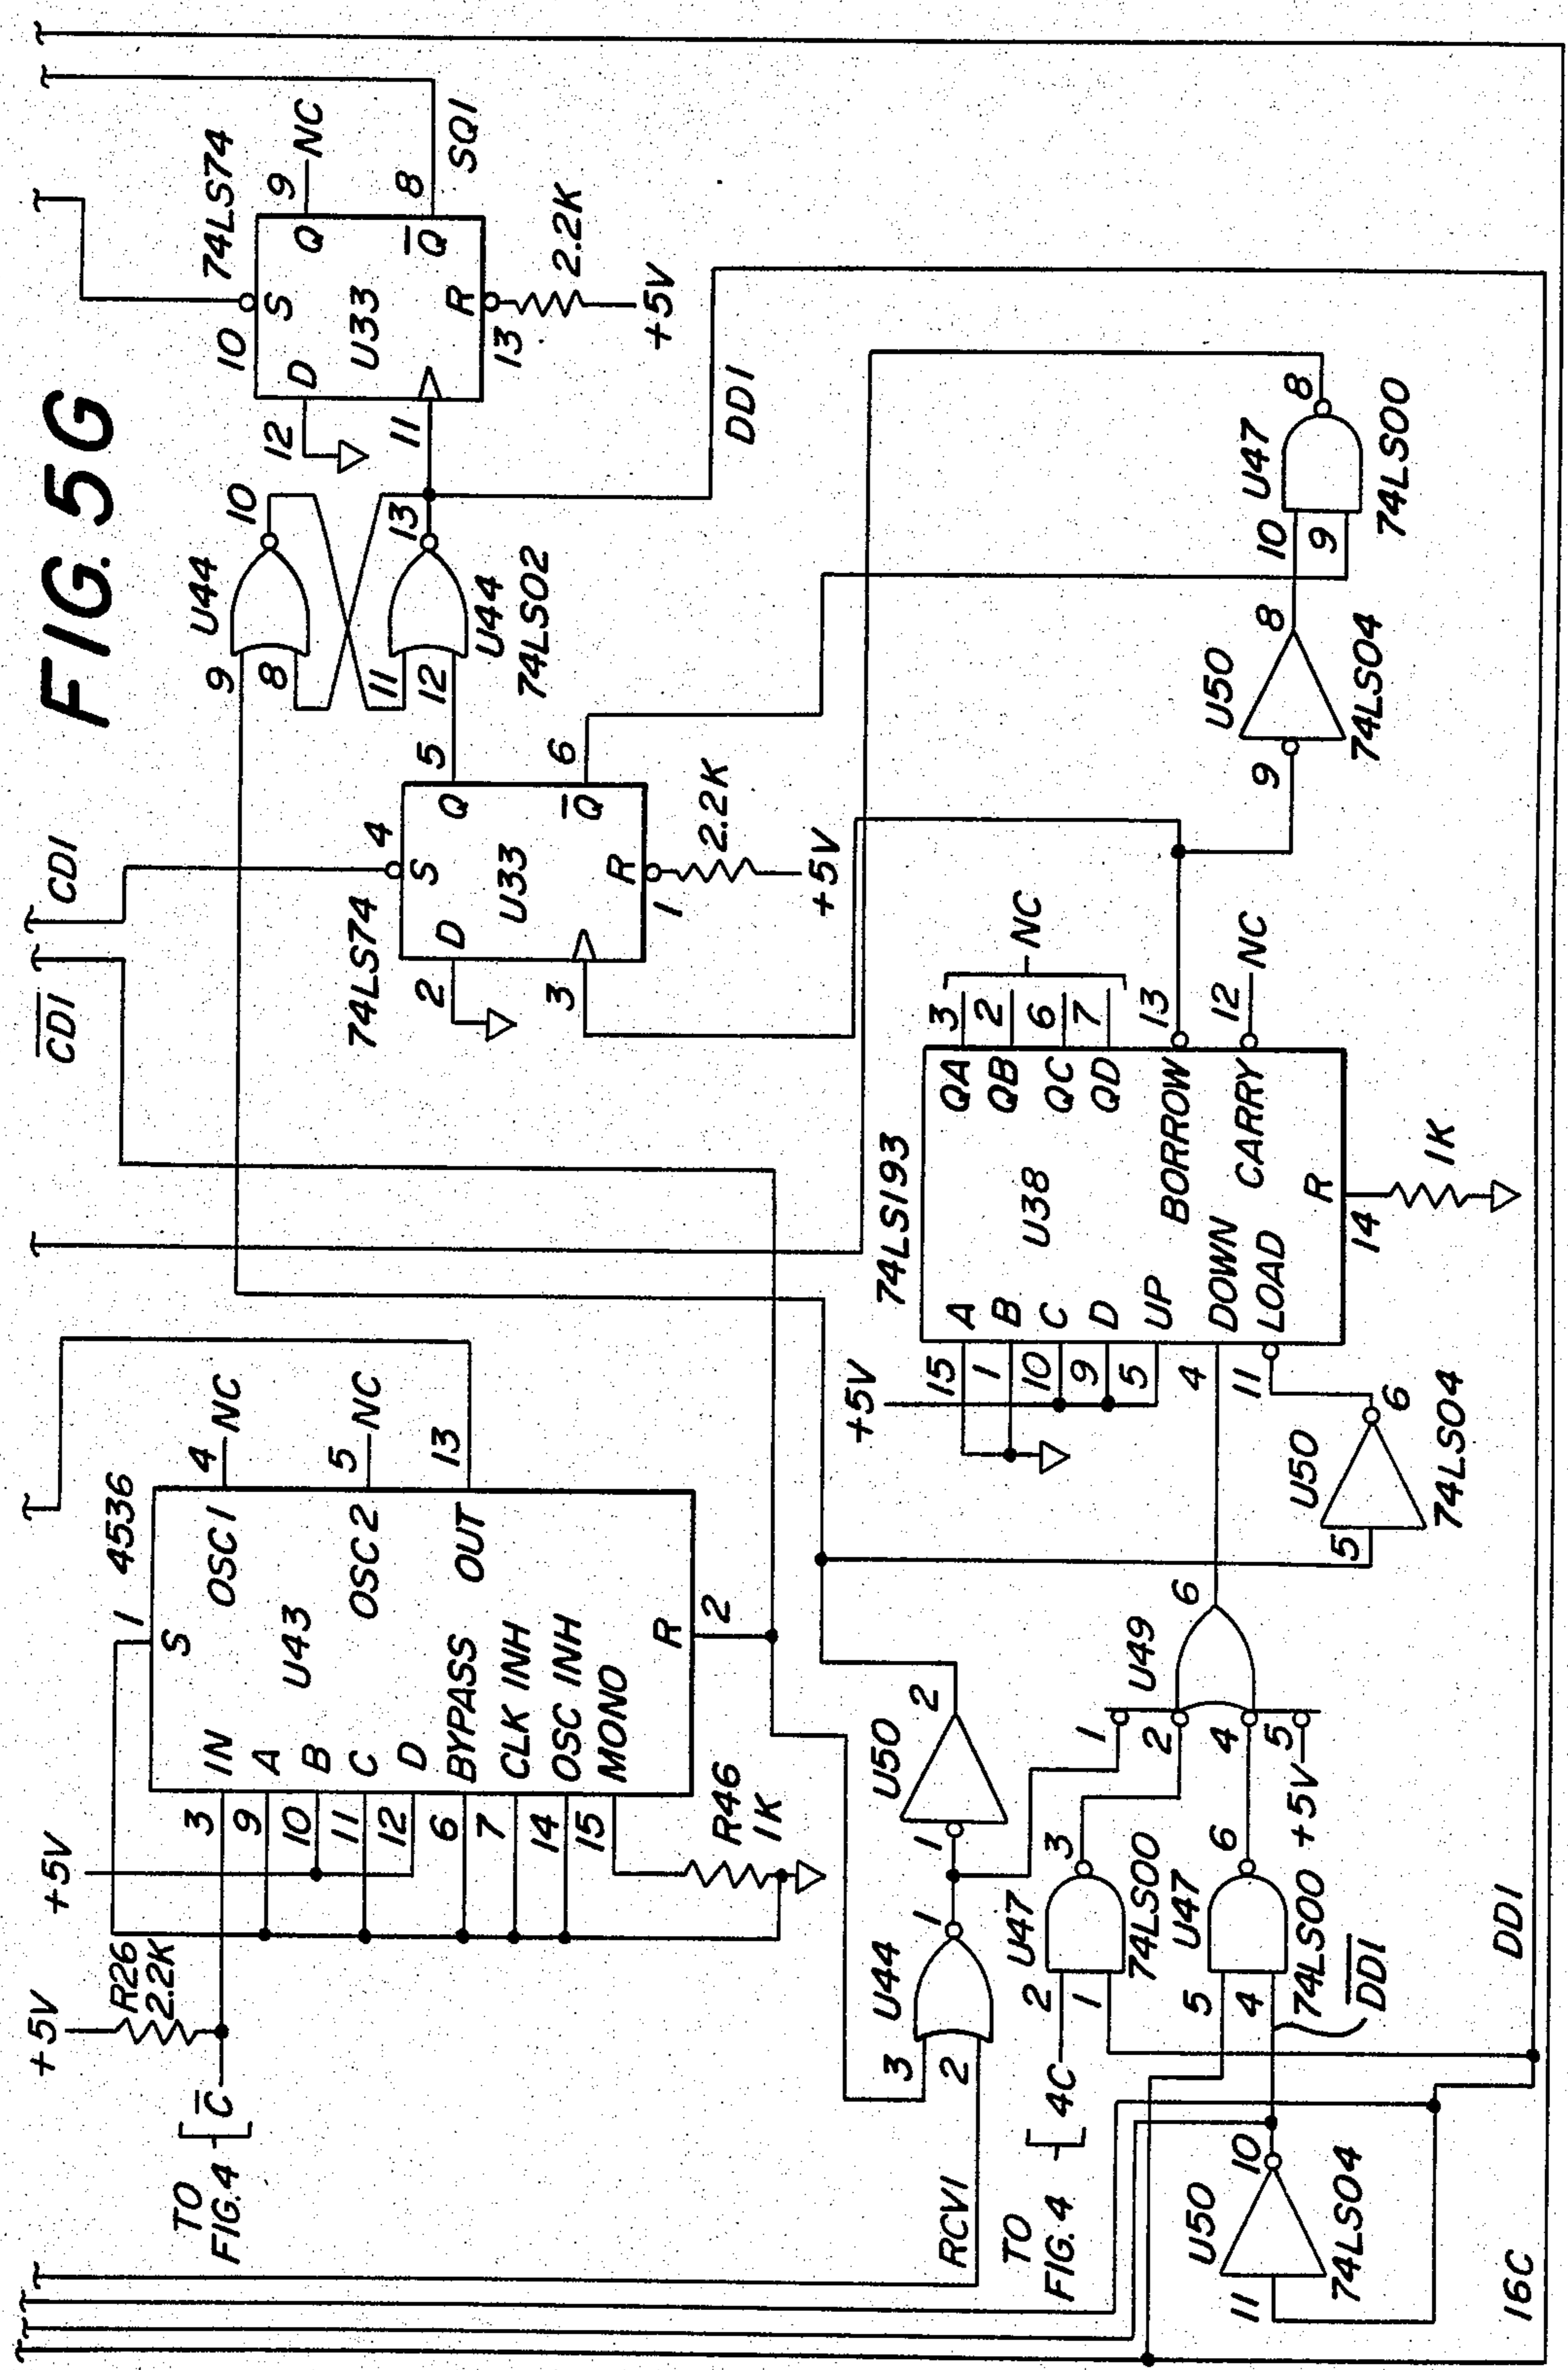 FIG. 5G
+5V
R26
2.2K
TO
FIG.4
C̅
+5V
3
9
10
11
12
6
7
14
15
IN
A
B
C
D
BYPASS
CLK INH
OSC INH
MONO
1
S
4536
U43
OSC1
OSC2
OUT
R
2
4
NC
5
NC
13
R46
1K
C̅D̅I̅
CDI
74LS74
2
D
3
4
S
U33
R
1
2.2K
+5V
Q
5
Q̅
6
U44
9
8
10
11
12
13
U44
74LS02
74LS74
12
D
10
S
U33
11
R
13
2.2K
+5V
Q
9
NC
Q̅
8
SQ1
DD1
RCV1
U44
3
2
1
U50
1
2
TO
FIG.4
4C
U47
2
1
3
74LS00
U47
5
4
6
74LS00
D̅D̅1̅
U50
11
10
74LS04
U49
1
2
4
5
+5V
6
U50
5
6
74LS04
+5V
74LS193
15
1
10
9
5
4
11
A
B
C
D
UP
DOWN
LOAD
U38
QA
QB
QC
QD
BORROW
CARRY
R
14
1K
3
2
6
7
NC
13
12
NC
U50
9
8
74LS04
U47
10
9
8
74LS00
DD1
16C